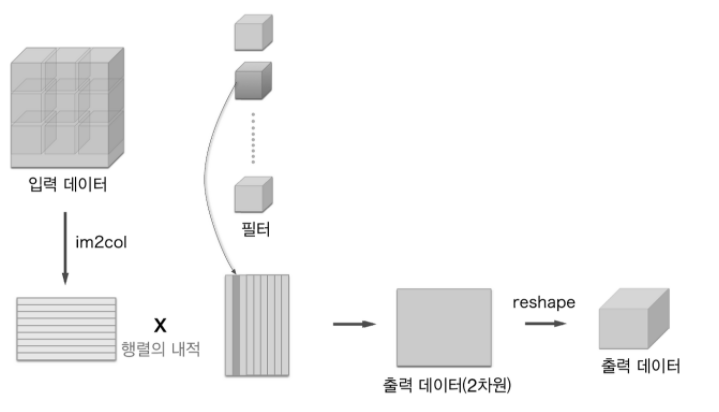 입력 데이터
im2col
필터
X
행렬의 내적
출력 데이터(2차원)
reshape
출력 데이터